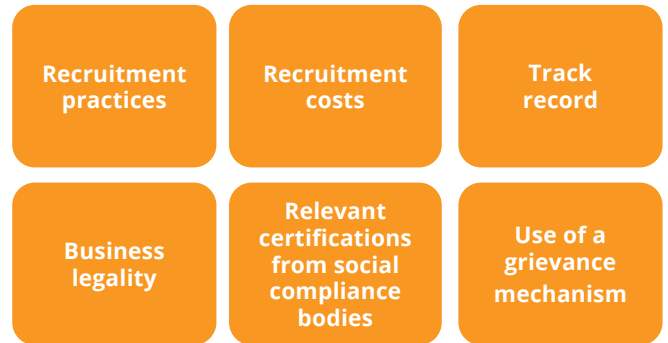 Recruitment
practices
Recruitment
costs
Track
record
Business
legality
Relevant
certifications
from social
compliance
bodies
Use of a
grievance
mechanism